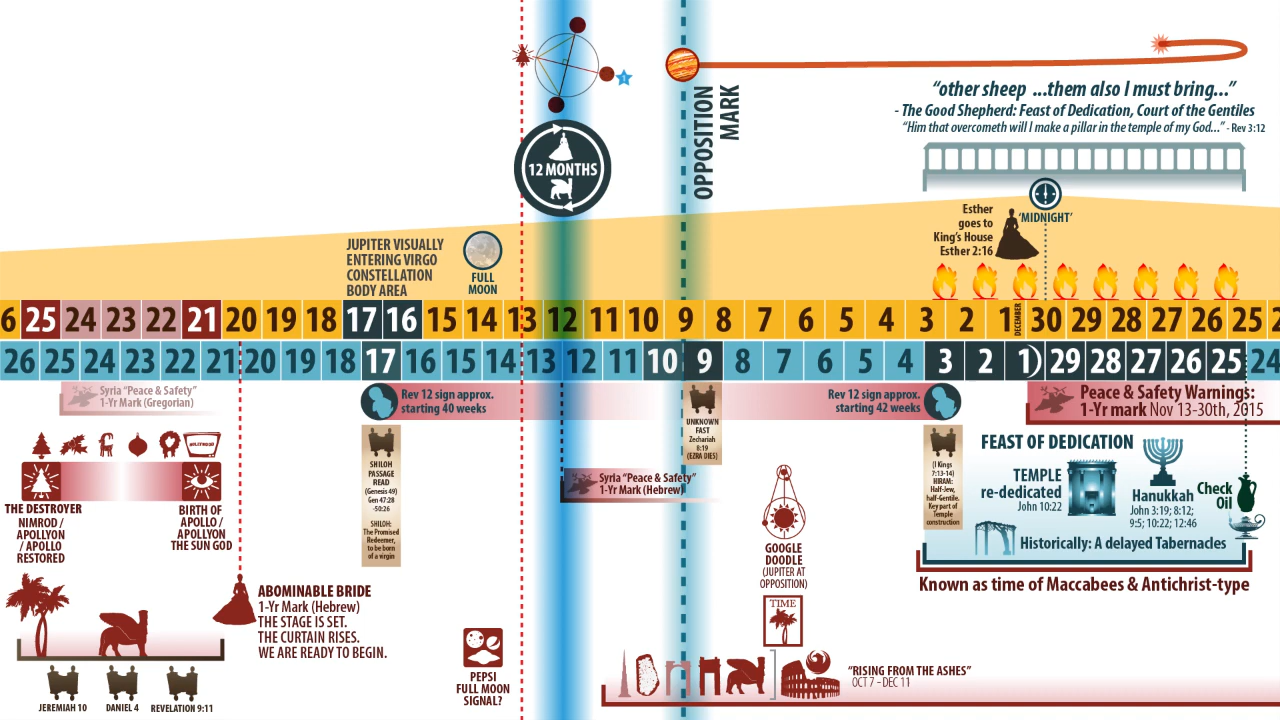 OPPOSITION
MARK
"other sheep ...them also I must bring..."
- The Good Shepherd: Feast of Dedication, Court of the Gentiles
"Him that overcometh will I make a pillar in the temple of my God..." - Rev 3:12
12 MONTHS
Esther
goes to
King's House
Esther 2:16
'MIDNIGHT'
JUPITER VISUALLY
ENTERING VIRGO
CONSTELLATION
BODY AREA
FULL
MOON
6 25 24 23 22 21 20 19 18 17 16 15 14 13 12 11 10 9 8 7 6 5 4 3 2 1 DECEMBER 30 29 28 27 26 25 2
26 25 24 23 22 21 20 19 18 17 16 15 14 13 12 11 10 9 8 7 6 5 4 3 2 1) 29 28 27 26 25 24
Syria "Peace & Safety"
1-Yr Mark (Gregorian)
Rev 12 sign approx.
starting 40 weeks
Rev 12 sign approx.
starting 42 weeks
Peace & Safety Warnings:
1-Yr mark Nov 13-30th, 2015
UNKNOWN
FAST
Zechariah
8:19
(EZRA DIES)
SHILOH
PASSAGE
READ
(Genesis 49)
Gen 47:28
-50:26
SHILOH:
The Promised
Redeemer,
to be born
of a virgin
Syria "Peace & Safety"
1-Yr Mark (Hebrew)
(I Kings
7:13-14)
HIRAM:
Half-Jew,
half-Gentile.
Key part of
Temple
construction
FEAST OF DEDICATION
TEMPLE
re-dedicated
John 10:22
Hanukkah
John 3:19; 8:12;
9:5; 10:22; 12:46
Check
Oil
Historically: A delayed Tabernacles
Known as time of Maccabees & Antichrist-type
THE DESTROYER
NIMROD /
APOLLYON
/ APOLLO
RESTORED
BIRTH OF
APOLLO /
APOLLYON
THE SUN GOD
ABOMINABLE BRIDE
1-Yr Mark (Hebrew)
THE STAGE IS SET.
THE CURTAIN RISES.
WE ARE READY TO BEGIN.
GOOGLE
DOODLE
(JUPITER AT
OPPOSITION)
TIME
PEPSI
FULL MOON
SIGNAL?
"RISING FROM THE ASHES"
OCT 7 – DEC 11
JEREMIAH 10
DANIEL 4
REVELATION 9:11